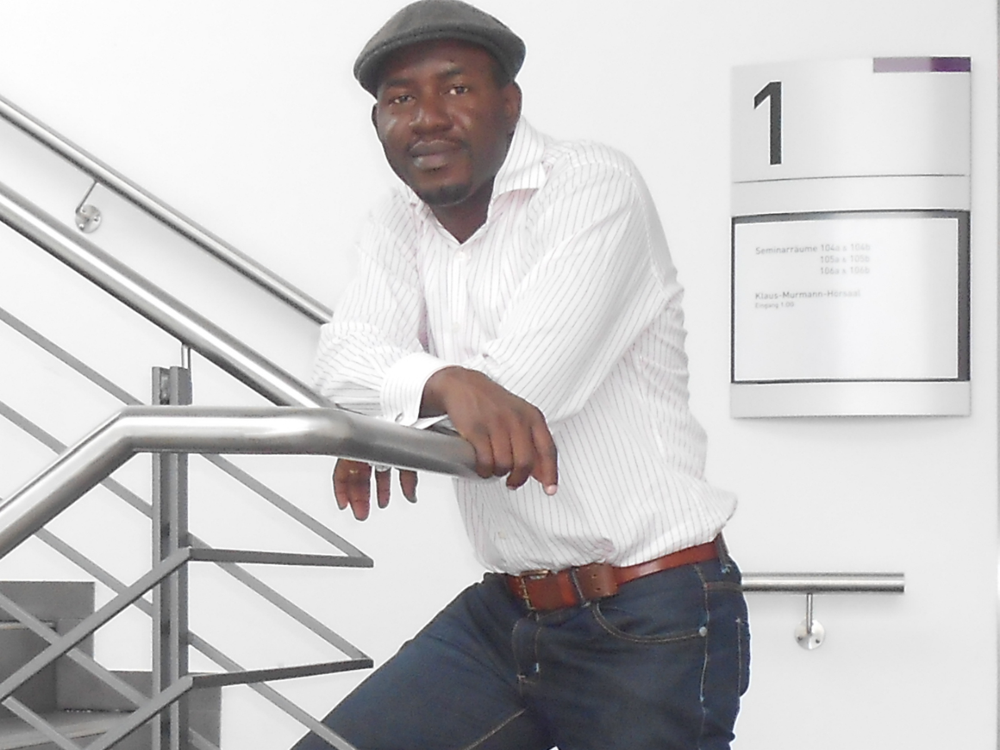 1
Seminarräume 104a & 104b
105a & 105b
106a & 106b
Klaus-Murmann-Hörsaal
Eingang 1.00